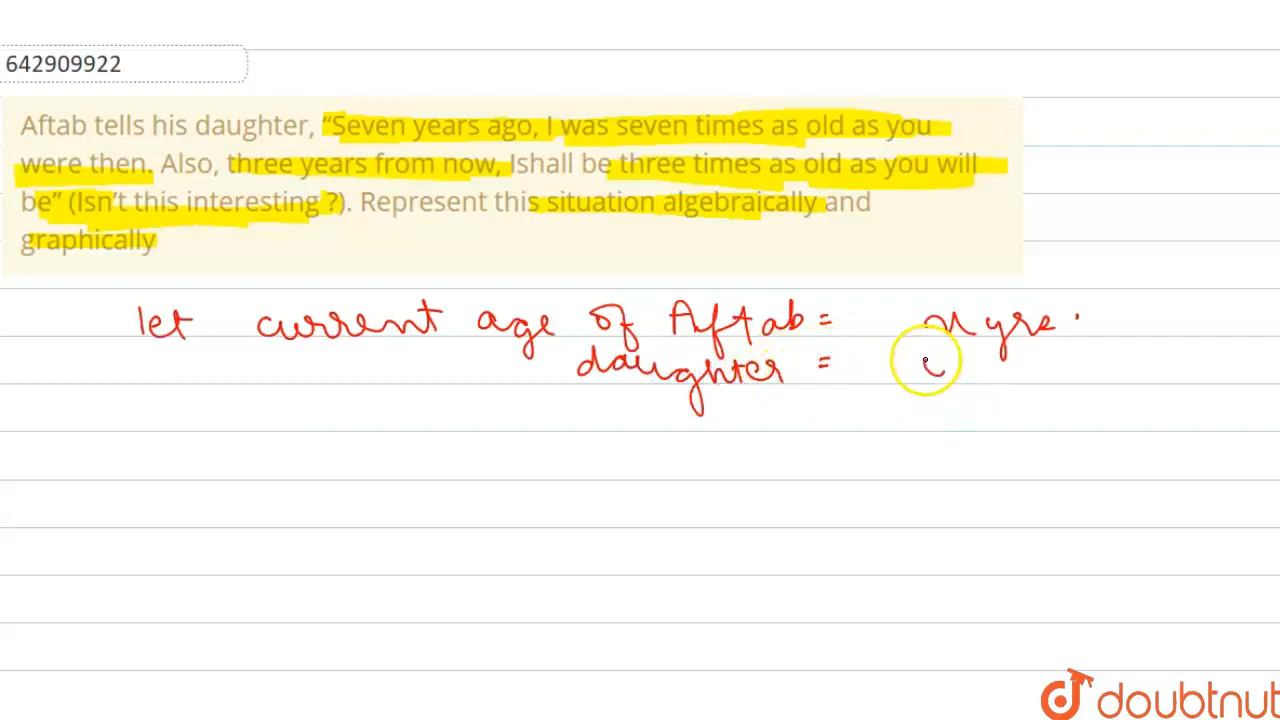 642909922
Aftab tells his daughter, “Seven years ago, I was seven times as old as you
were then. Also, three years from now, Ishall be three times as old as you will
be” (Isn’t this interesting ?). Represent this situation algebraically and
graphically
let current age of Aftab = x yrs.
daughter =
doubtnut